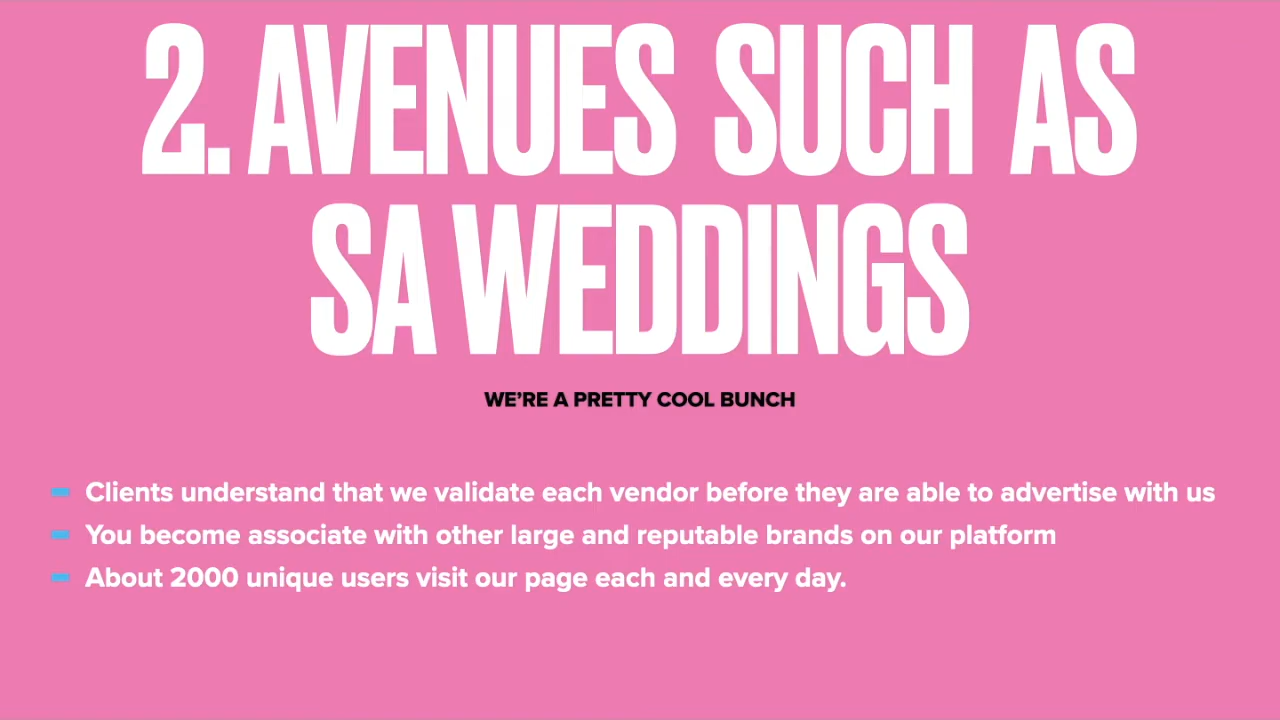 2. AVENUES SUCH AS
SA WEDDINGS
WE'RE A PRETTY COOL BUNCH
Clients understand that we validate each vendor before they are able to advertise with us
You become associate with other large and reputable brands on our platform
About 2000 unique users visit our page each and every day.